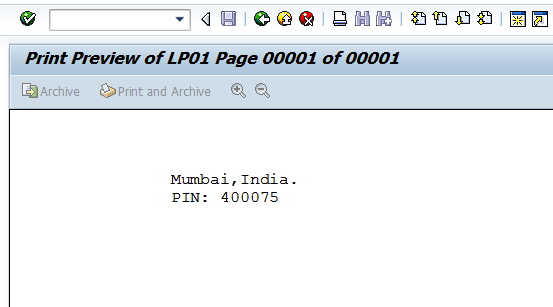 Print Preview of LP01 Page 00001 of 00001
Archive Print and Archive
Mumbai,India.
PIN: 400075